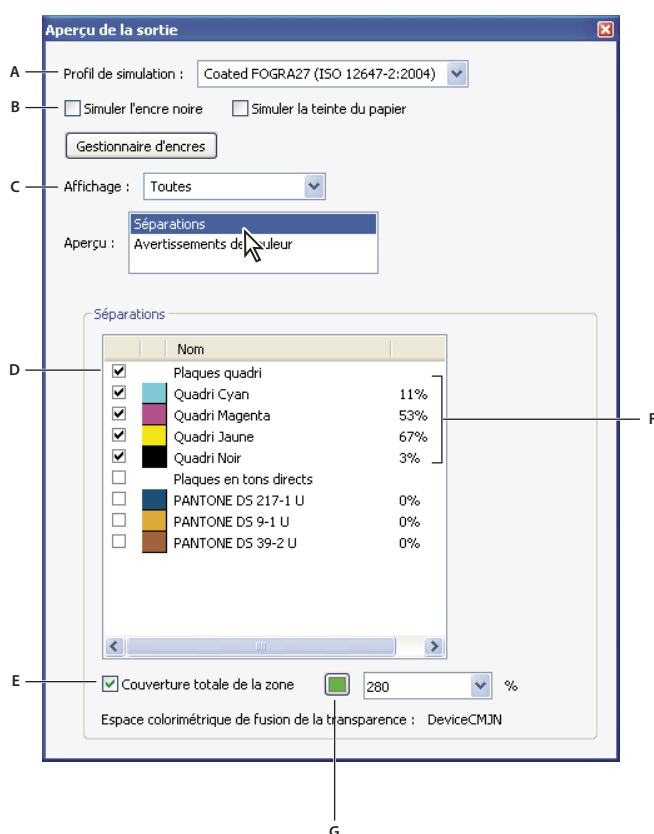 Aperçu de la sortie
A Profil de simulation : Coated FOGRA27 (ISO 12647-2:2004)
B Simuler l'encre noire Simuler la teinte du papier
Gestionnaire d'encres
C Affichage : Toutes
Séparations
Aperçu : Avertissements de
Séparations
Nom
D Plaques quadri
Quadri Cyan 11%
Quadri Magenta 53%
F
Quadri Jaune 67%
Quadri Noir 3%
Plaques en tons directs
PANTONE DS 217-1 U 0%
PANTONE DS 9-1 U 0%
PANTONE DS 39-2 U 0%
E Couverture totale de la zone 280 %
Espace colorimétrique de fusion de la transparence : DeviceCMJN
G